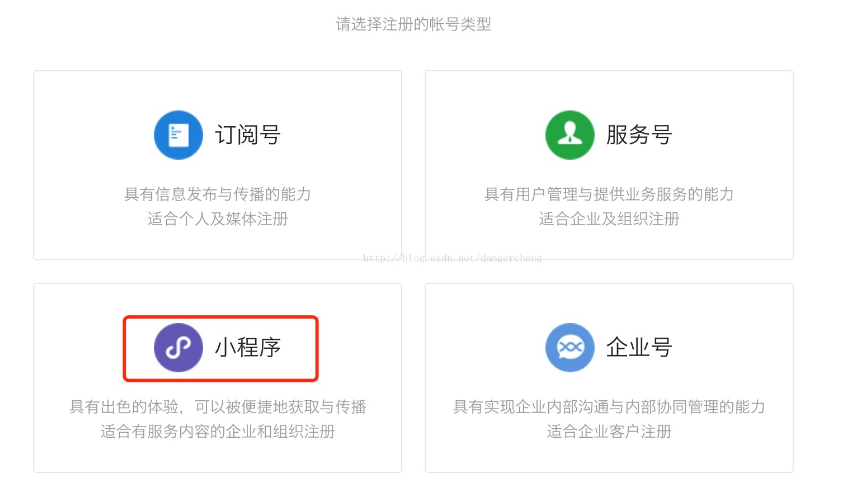 请选择注册的帐号类型
订阅号
具有信息发布与传播的能力
适合个人及媒体注册
服务号
具有用户管理与提供业务服务的能力
适合企业及组织注册
http://blog.csdn.net/dangercheng
小程序
具有出色的体验，可以被便捷地获取与传播
适合有服务内容的企业和组织注册
企业号
具有实现企业内部沟通与内部协同管理的能力
适合企业客户注册